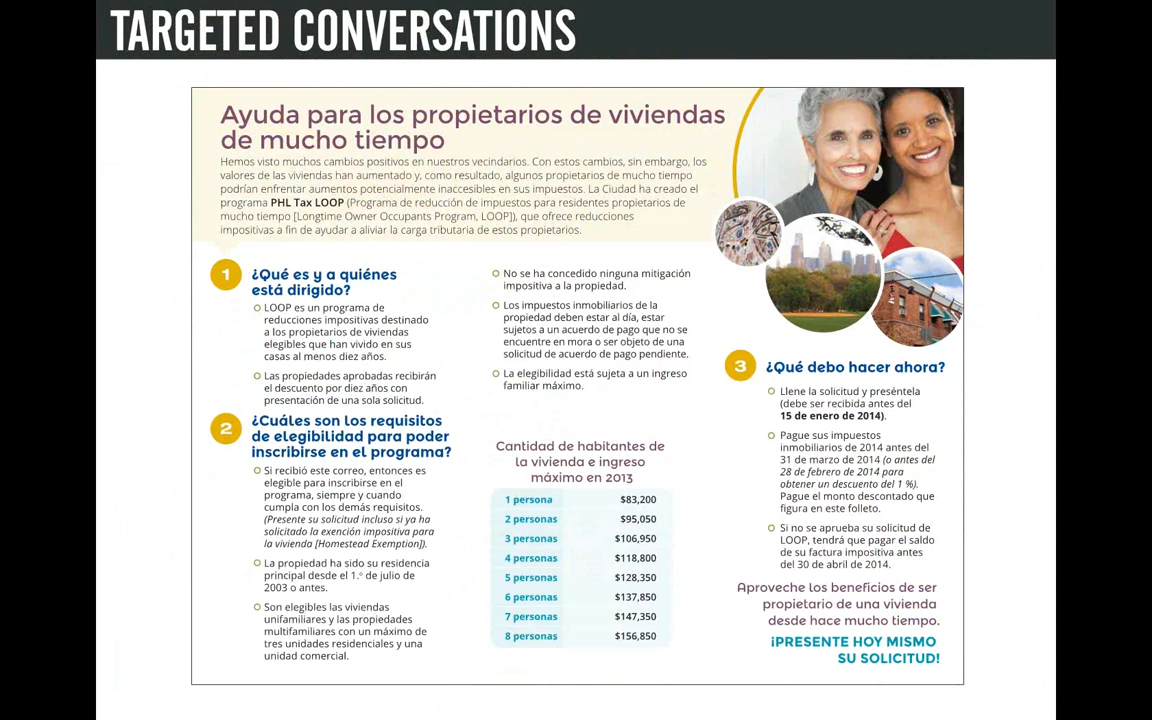 TARGETED CONVERSATIONS
Ayuda para los propietarios de viviendas
de mucho tiempo
Hemos visto muchos cambios positivos en nuestros vecindarios. Con estos cambios, sin embargo, los
valores de las viviendas han aumentado y, como resultado, algunos propietarios de mucho tiempo
podrían enfrentar aumentos potencialmente inaccesibles en sus impuestos. La Ciudad ha creado el
programa PHL Tax LOOP (Programa de reducción de impuestos para residentes propietarios de
mucho tiempo [Longtime Owner Occupants Program, LOOP]), que ofrece reducciones
impositivas a fin de ayudar a aliviar la carga tributaria de estos propietarios.
1
¿Qué es y a quiénes
está dirigido?
LOOP es un programa de
reducciones impositivas destinado
a los propietarios de viviendas
elegibles que han vivido en sus
casas al menos diez años.
Las propiedades aprobadas recibirán
el descuento por diez años con
presentación de una sola solicitud.
2
¿Cuáles son los requisitos
de elegibilidad para poder
inscribirse en el programa?
Si recibió este correo, entonces es
elegible para inscribirse en el
programa, siempre y cuando
cumpla con los demás requisitos.
(Presente su solicitud incluso si ya ha
solicitado la exención impositiva para
la vivienda [Homestead Exemption]).
La propiedad ha sido su residencia
principal desde el 1.º de julio de
2003 o antes.
Son elegibles las viviendas
unifamiliares y las propiedades
multifamiliares con un máximo de
tres unidades residenciales y una
unidad comercial.
No se ha concedido ninguna mitigación
impositiva a la propiedad.
Los impuestos inmobiliarios de la
propiedad deben estar al día, estar
sujetos a un acuerdo de pago que no se
encuentre en mora o ser objeto de una
solicitud de acuerdo de pago pendiente.
La elegibilidad está sujeta a un ingreso
familiar máximo.
Cantidad de habitantes de
la vivienda e ingreso
máximo en 2013
1 persona $83,200
2 personas $95,050
3 personas $106,950
4 personas $118,800
5 personas $128,350
6 personas $137,850
7 personas $147,350
8 personas $156,850
3
¿Qué debo hacer ahora?
Llene la solicitud y preséntela
(debe ser recibida antes del
15 de enero de 2014).
Pague sus impuestos
inmobiliarios de 2014 antes del
31 de marzo de 2014 (o antes del
28 de febrero de 2014 para
obtener un descuento del 1 %).
Pague el monto descontado que
figura en este folleto.
Si no se aprueba su solicitud de
LOOP, tendrá que pagar el saldo
de su factura impositiva antes
del 30 de abril de 2014.
Aproveche los beneficios de ser
propietario de una vivienda
desde hace mucho tiempo.
¡PRESENTE HOY MISMO
SU SOLICITUD!